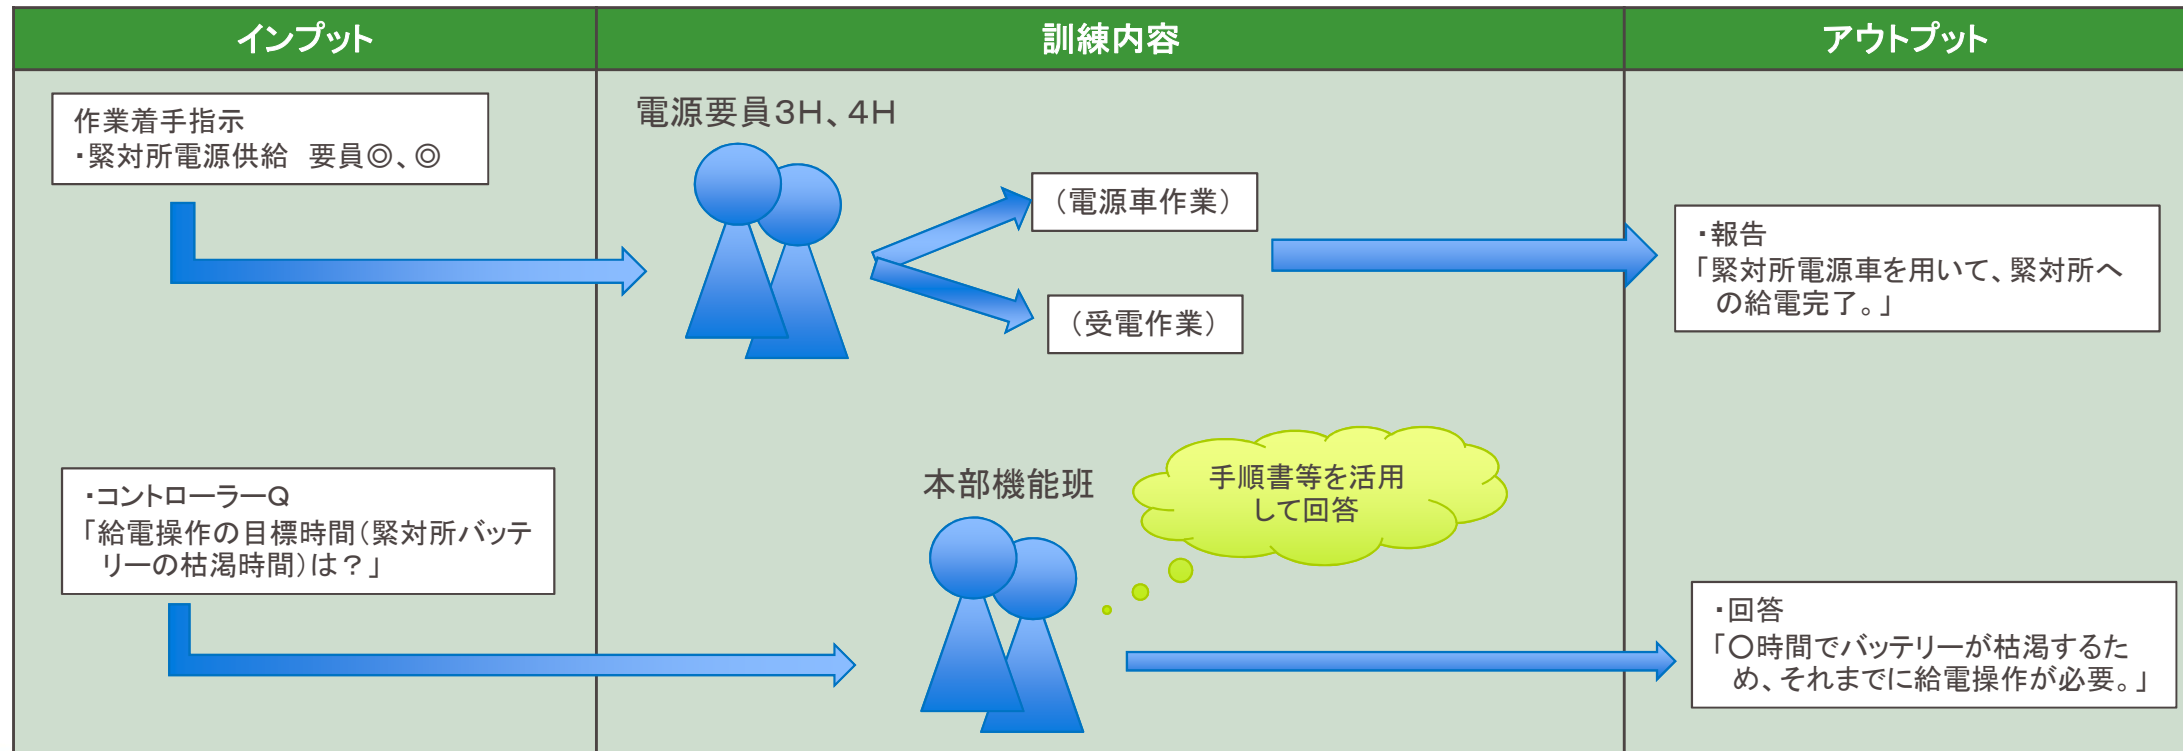 インプット
訓練内容
アウトプット
作業着手指示
・緊対所電源供給　要員◎、◎
電源要員3H、4H
（電源車作業）
（受電作業）
・報告
「緊対所電源車を用いて、緊対所へ
の給電完了。」
・コントローラーQ
「給電操作の目標時間（緊対所バッテ
リーの枯渇時間）は？」
本部機能班
手順書等を活用
して回答
・回答
「〇時間でバッテリーが枯渇するた
め、それまでに給電操作が必要。」